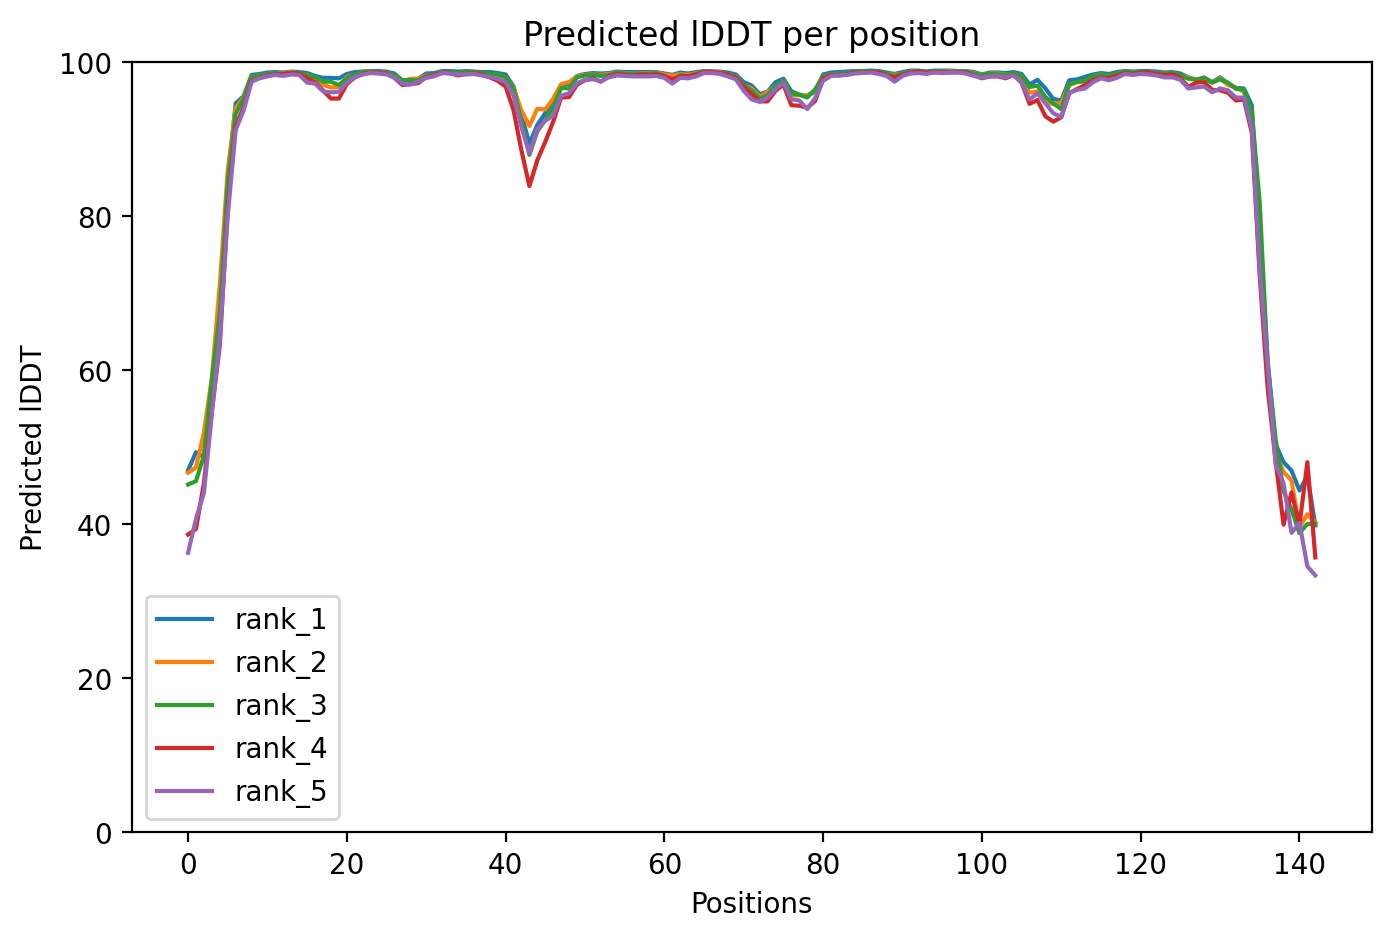 Predicted lDDT per position
100
80
60
40
20
0
Predicted lDDT
rank_1
rank_2
rank_3
rank_4
rank_5
0 20 40 60 80 100 120 140
Positions